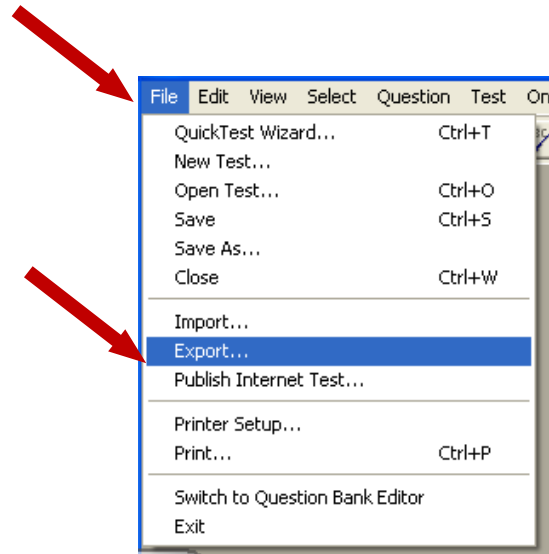 File Edit View Select Question Test On
QuickTest Wizard... Ctrl+T
New Test...
Open Test... Ctrl+O
Save Ctrl+S
Save As...
Close Ctrl+W
Import...
Export...
Publish Internet Test...
Printer Setup...
Print... Ctrl+P
Switch to Question Bank Editor
Exit